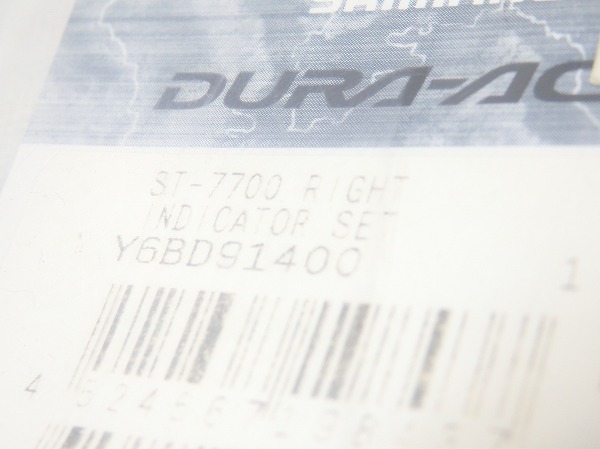 DURA-AC
ST-7700 RIGHT
INDICATOR SET
Y6BD91400
1